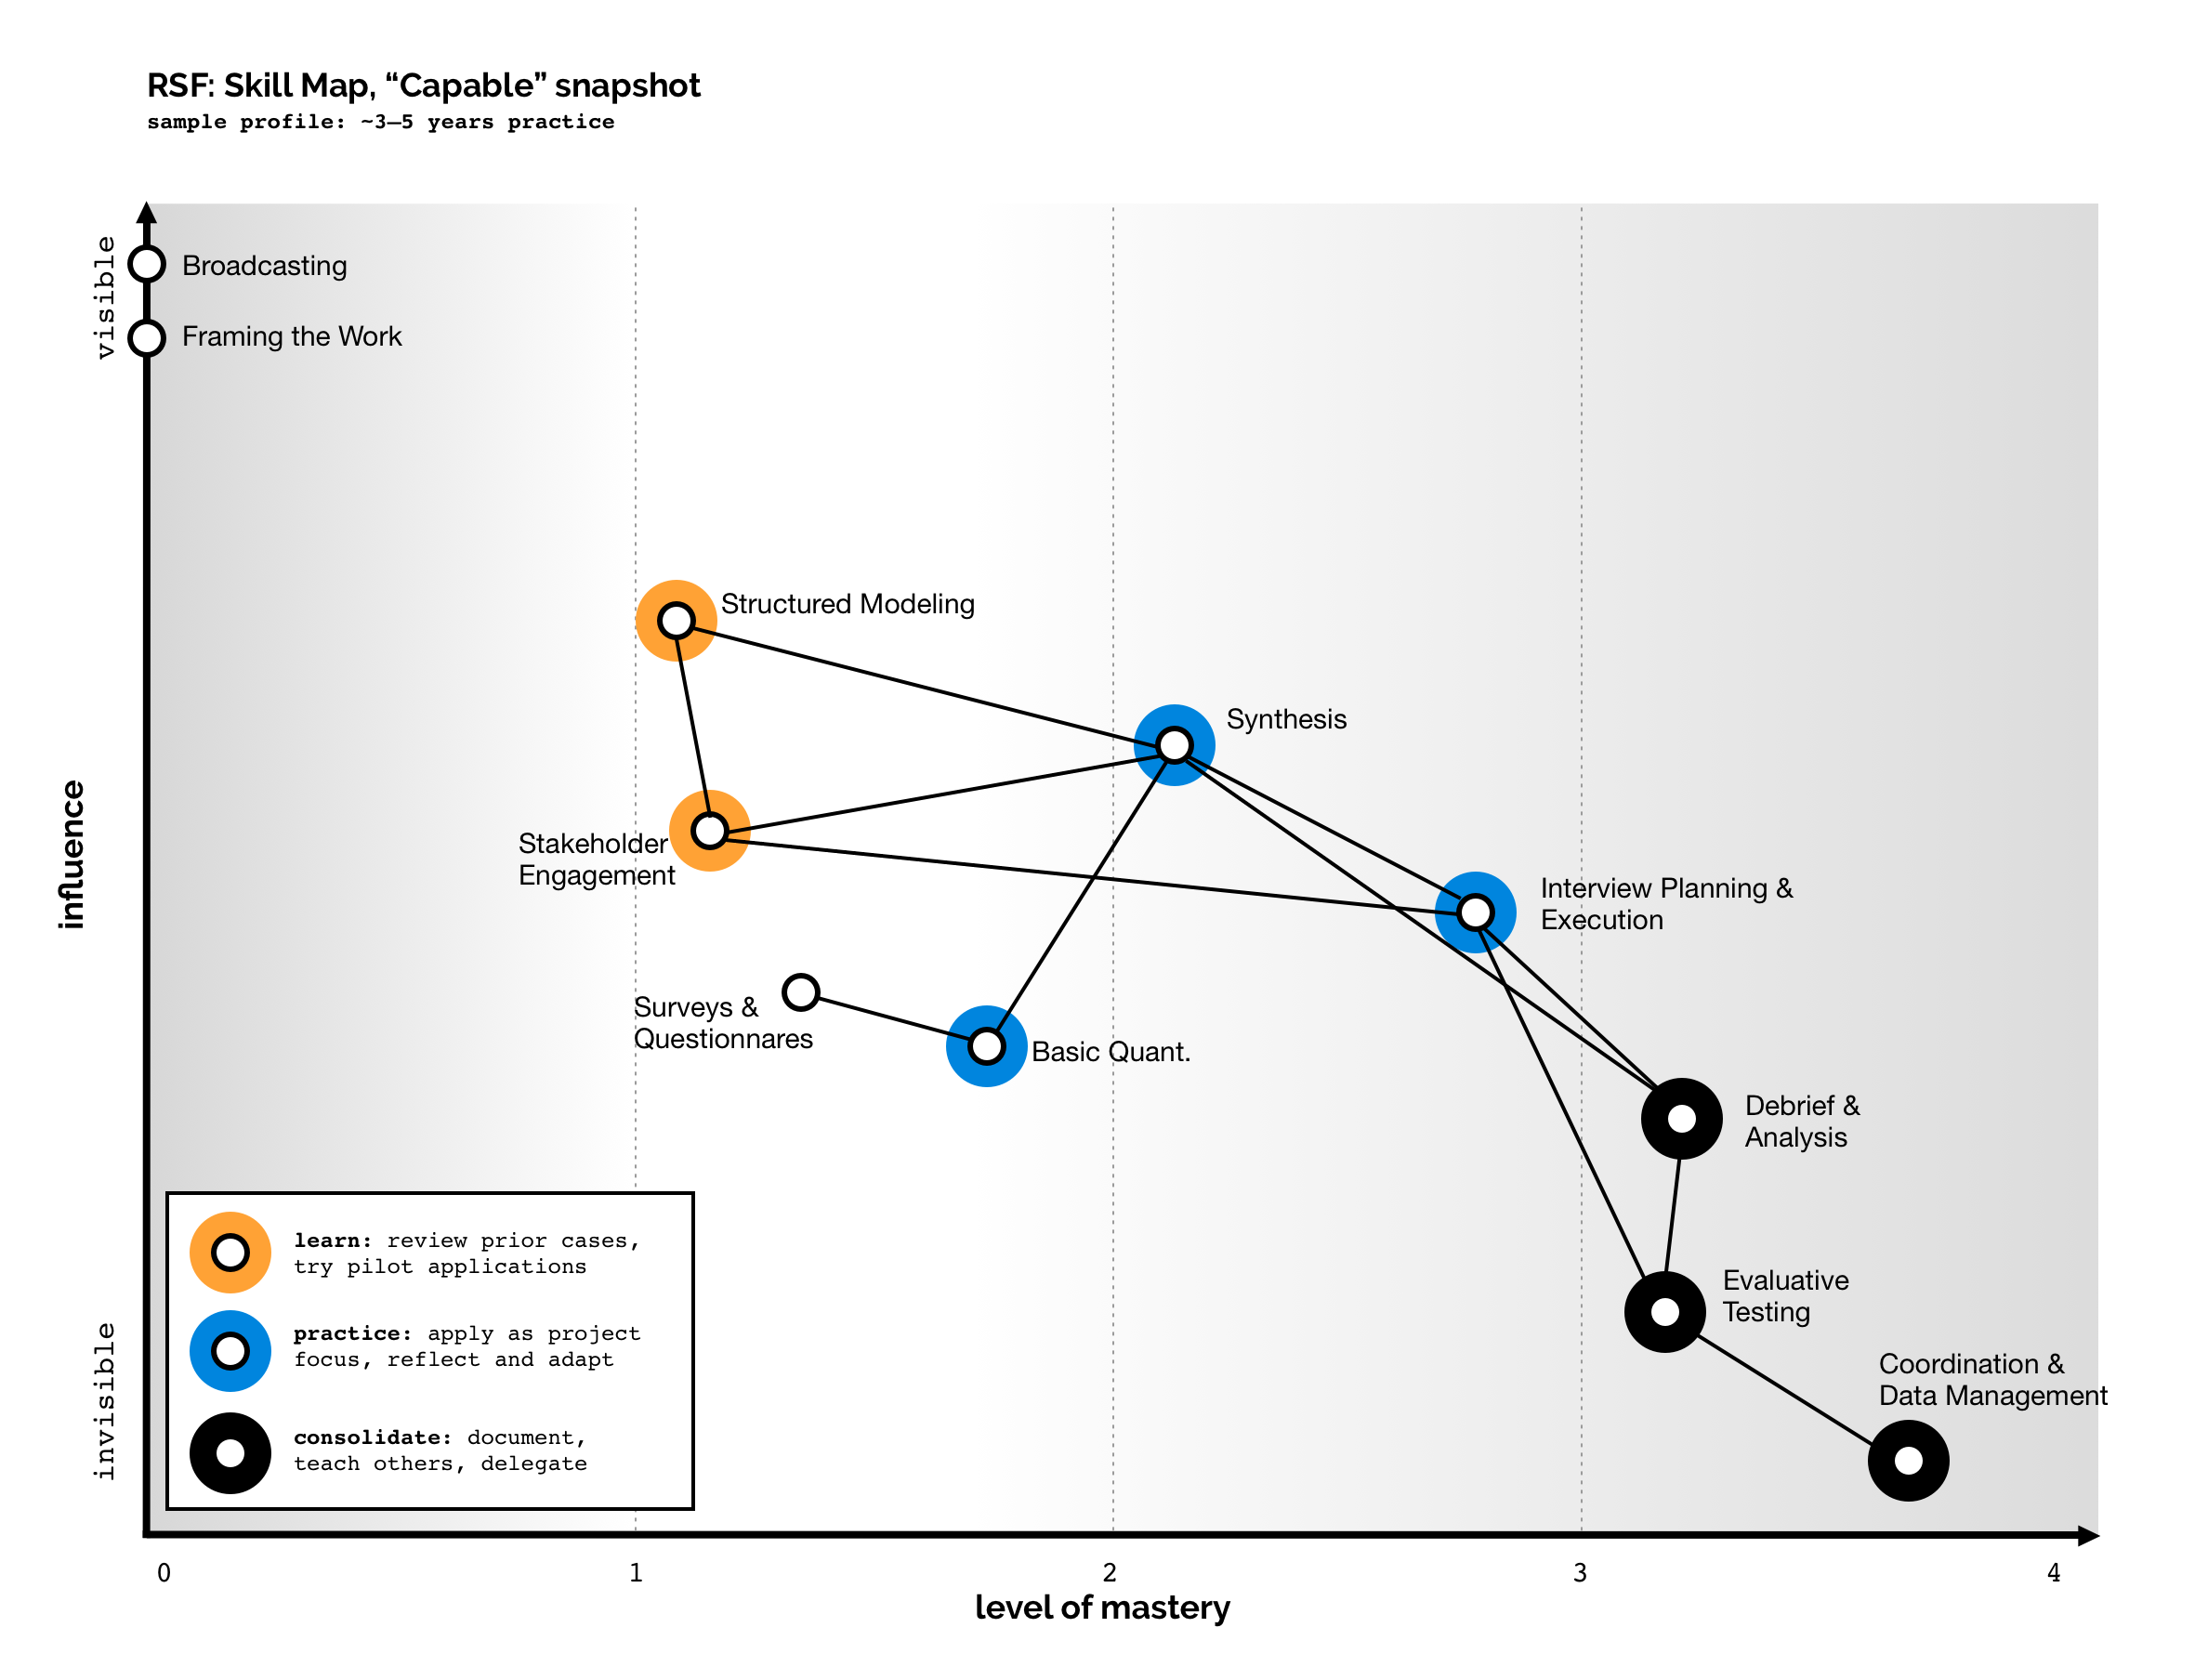 RSF: Skill Map, “Capable” snapshot
sample profile: ~3–5 years practice
visible
Broadcasting
Framing the Work
Structured Modeling
Synthesis
influence
Stakeholder
Engagement
Interview Planning &
Execution
Surveys &
Questionnares
Basic Quant.
Debrief &
Analysis
Evaluative
Testing
Coordination &
Data Management
invisible
learn: review prior cases,
try pilot applications
practice: apply as project
focus, reflect and adapt
consolidate: document,
teach others, delegate
0 1 2 3 4
level of mastery